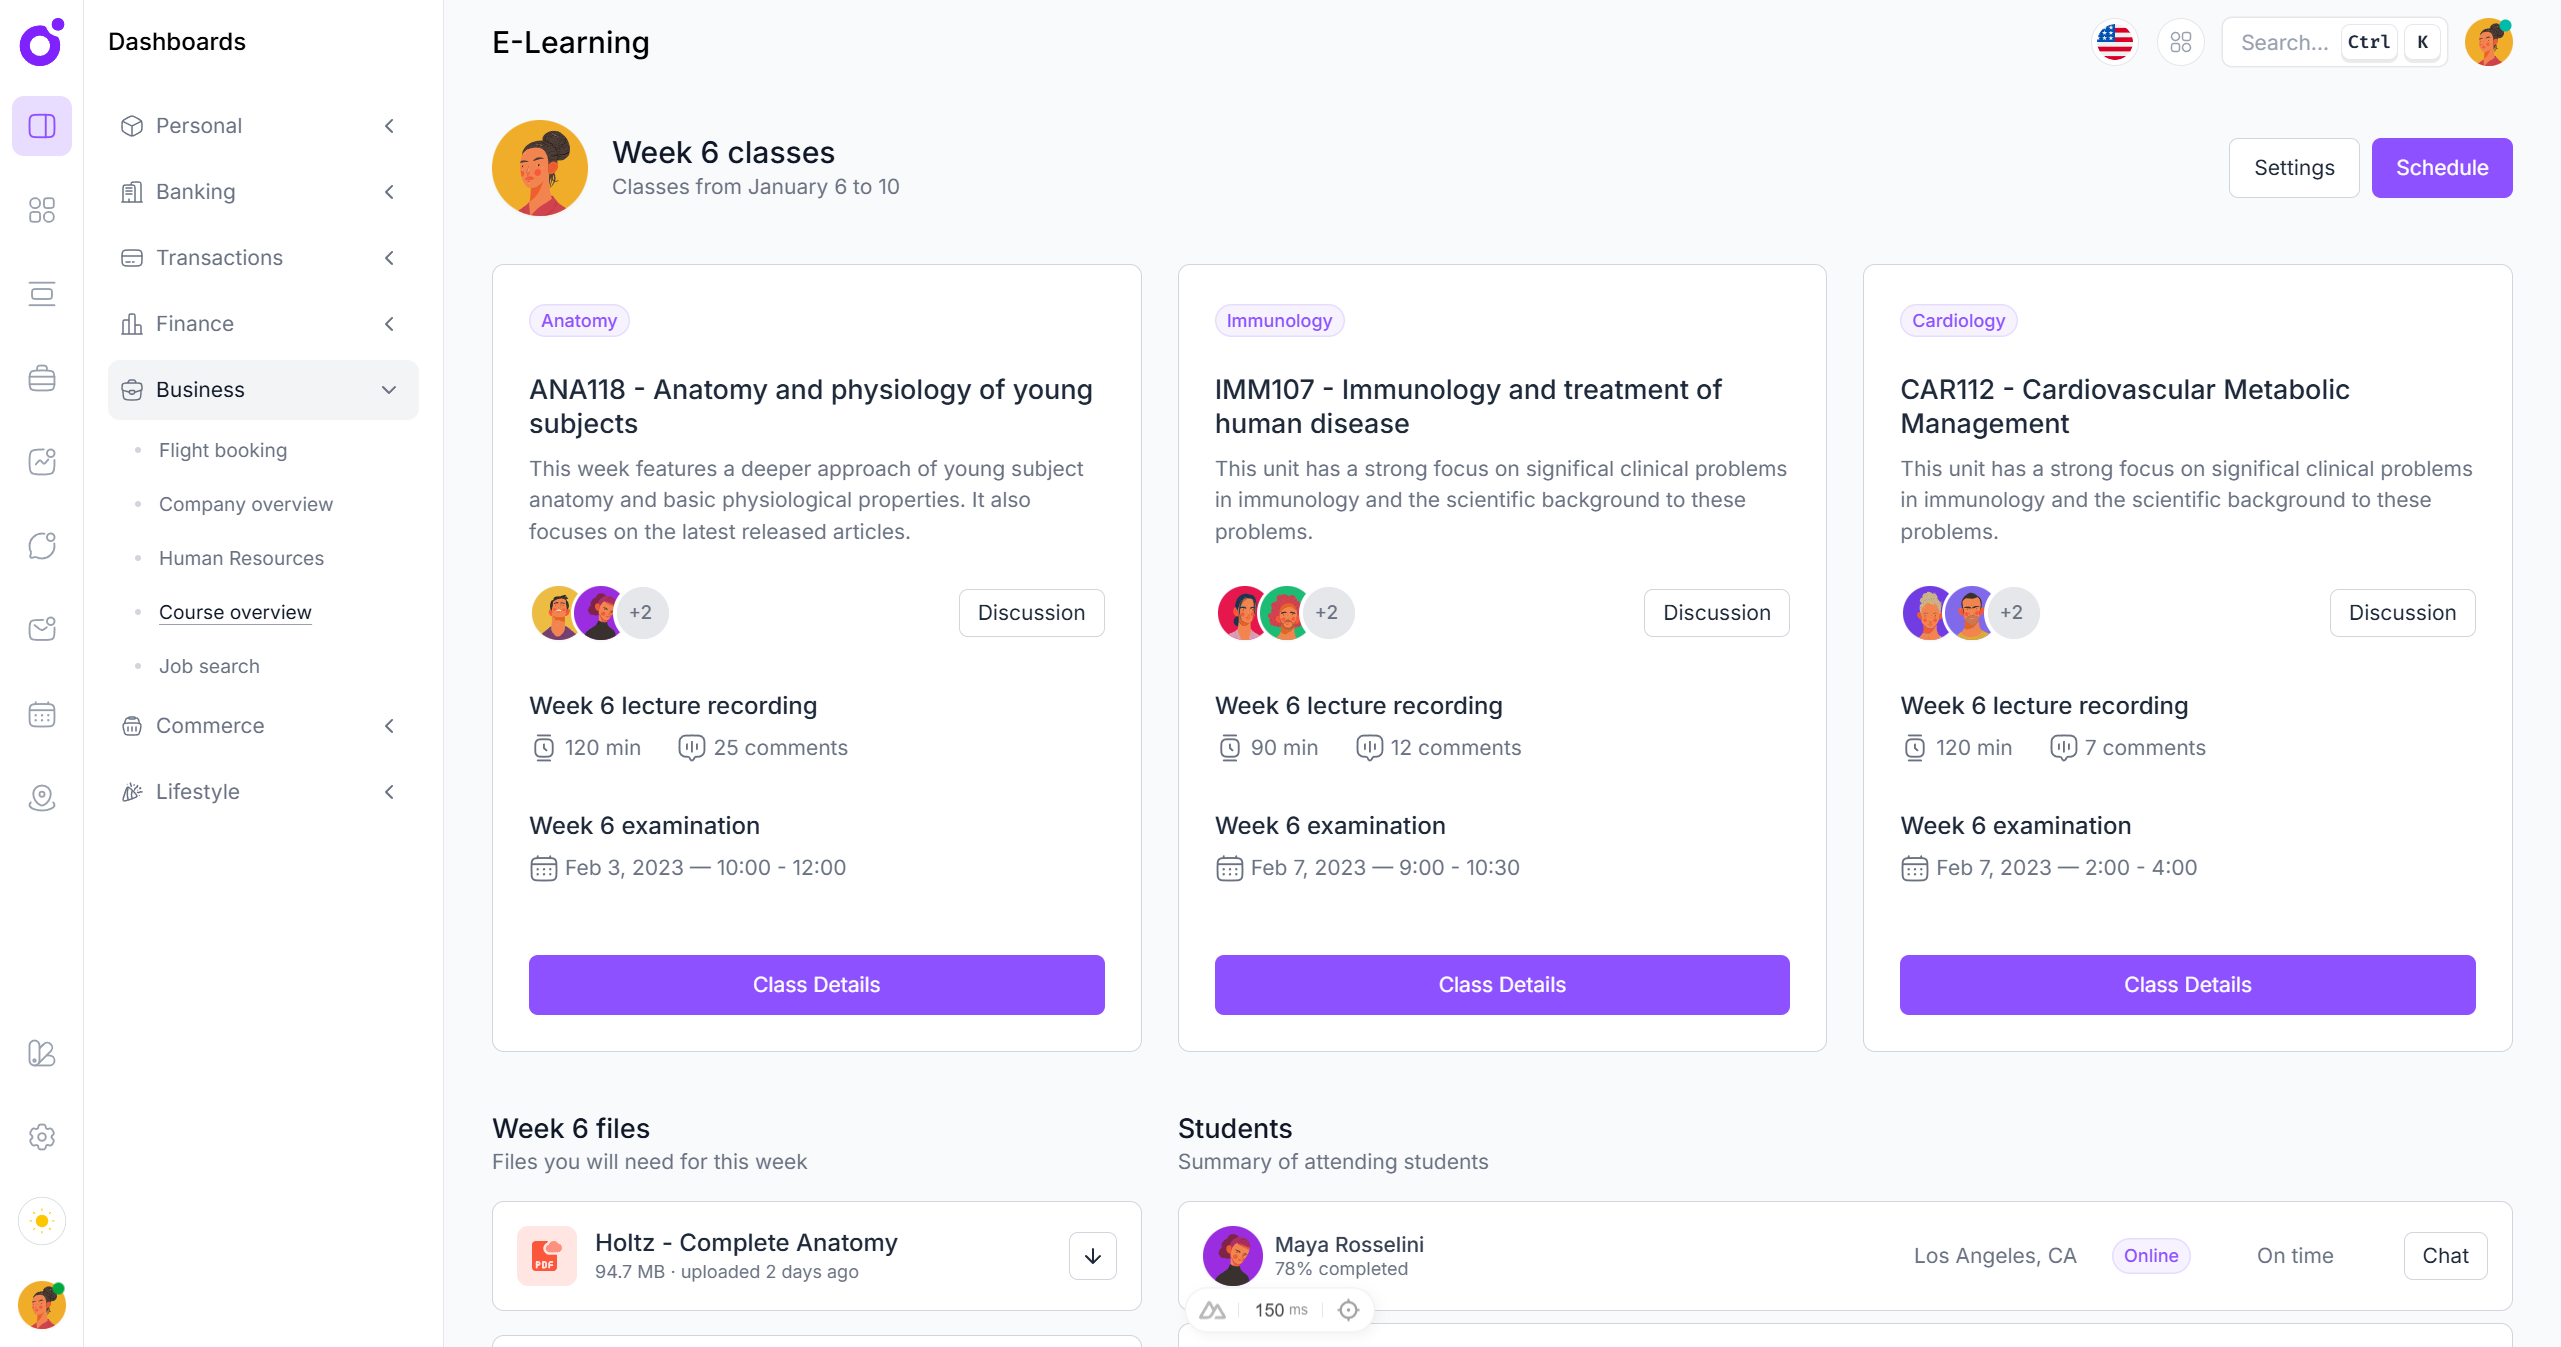 Dashboards
Personal
Banking
Transactions
Finance
Business
Flight booking
Company overview
Human Resources
Course overview
Job search
Commerce
Lifestyle
E-Learning
Search...
Ctrl
K
Week 6 classes
Classes from January 6 to 10
Settings
Schedule
Anatomy
ANA118 - Anatomy and physiology of young
subjects
This week features a deeper approach of young subject
anatomy and basic physiological properties. It also
focuses on the latest released articles.
+2
Discussion
Week 6 lecture recording
120 min
25 comments
Week 6 examination
Feb 3, 2023 — 10:00 - 12:00
Class Details
Immunology
IMM107 - Immunology and treatment of
human disease
This unit has a strong focus on significal clinical problems
in immunology and the scientific background to these
problems.
+2
Discussion
Week 6 lecture recording
90 min
12 comments
Week 6 examination
Feb 7, 2023 — 9:00 - 10:30
Class Details
Cardiology
CAR112 - Cardiovascular Metabolic
Management
This unit has a strong focus on significal clinical problems
in immunology and the scientific background to these
problems.
+2
Discussion
Week 6 lecture recording
120 min
7 comments
Week 6 examination
Feb 7, 2023 — 2:00 - 4:00
Class Details
Week 6 files
Files you will need for this week
PDF
Holtz - Complete Anatomy
94.7 MB · uploaded 2 days ago
Students
Summary of attending students
Maya Rosselini
78% completed
Los Angeles, CA
Online
On time
Chat
150 ms